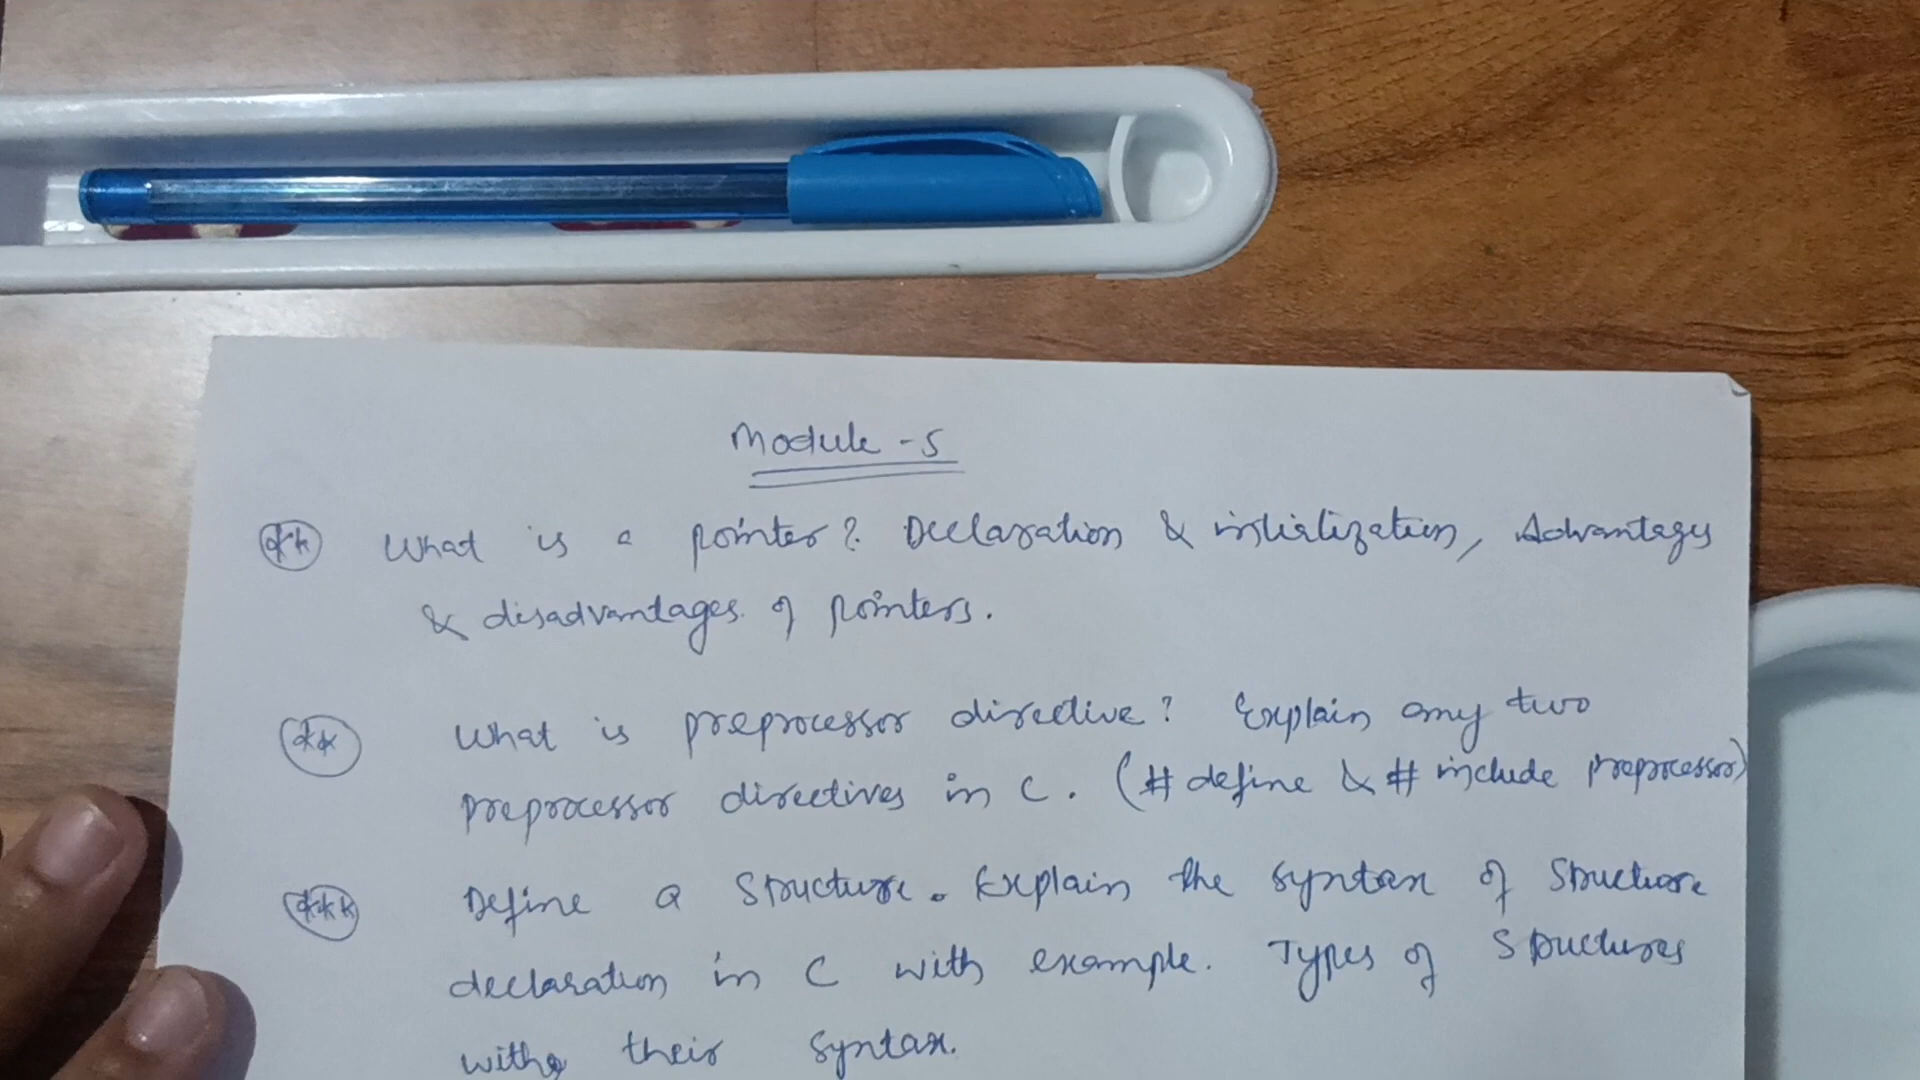 Module - 5
** What is a pointer? Declaration & initialization, Advantages
& disadvantages of pointers.
** What is preprocessor directive? Explain any two
preprocessor directives in C. (# define & # include preprocessor)
*** Define a structure. Explain the syntax of structure
declaration in C with example. Types of structures
with their syntax.